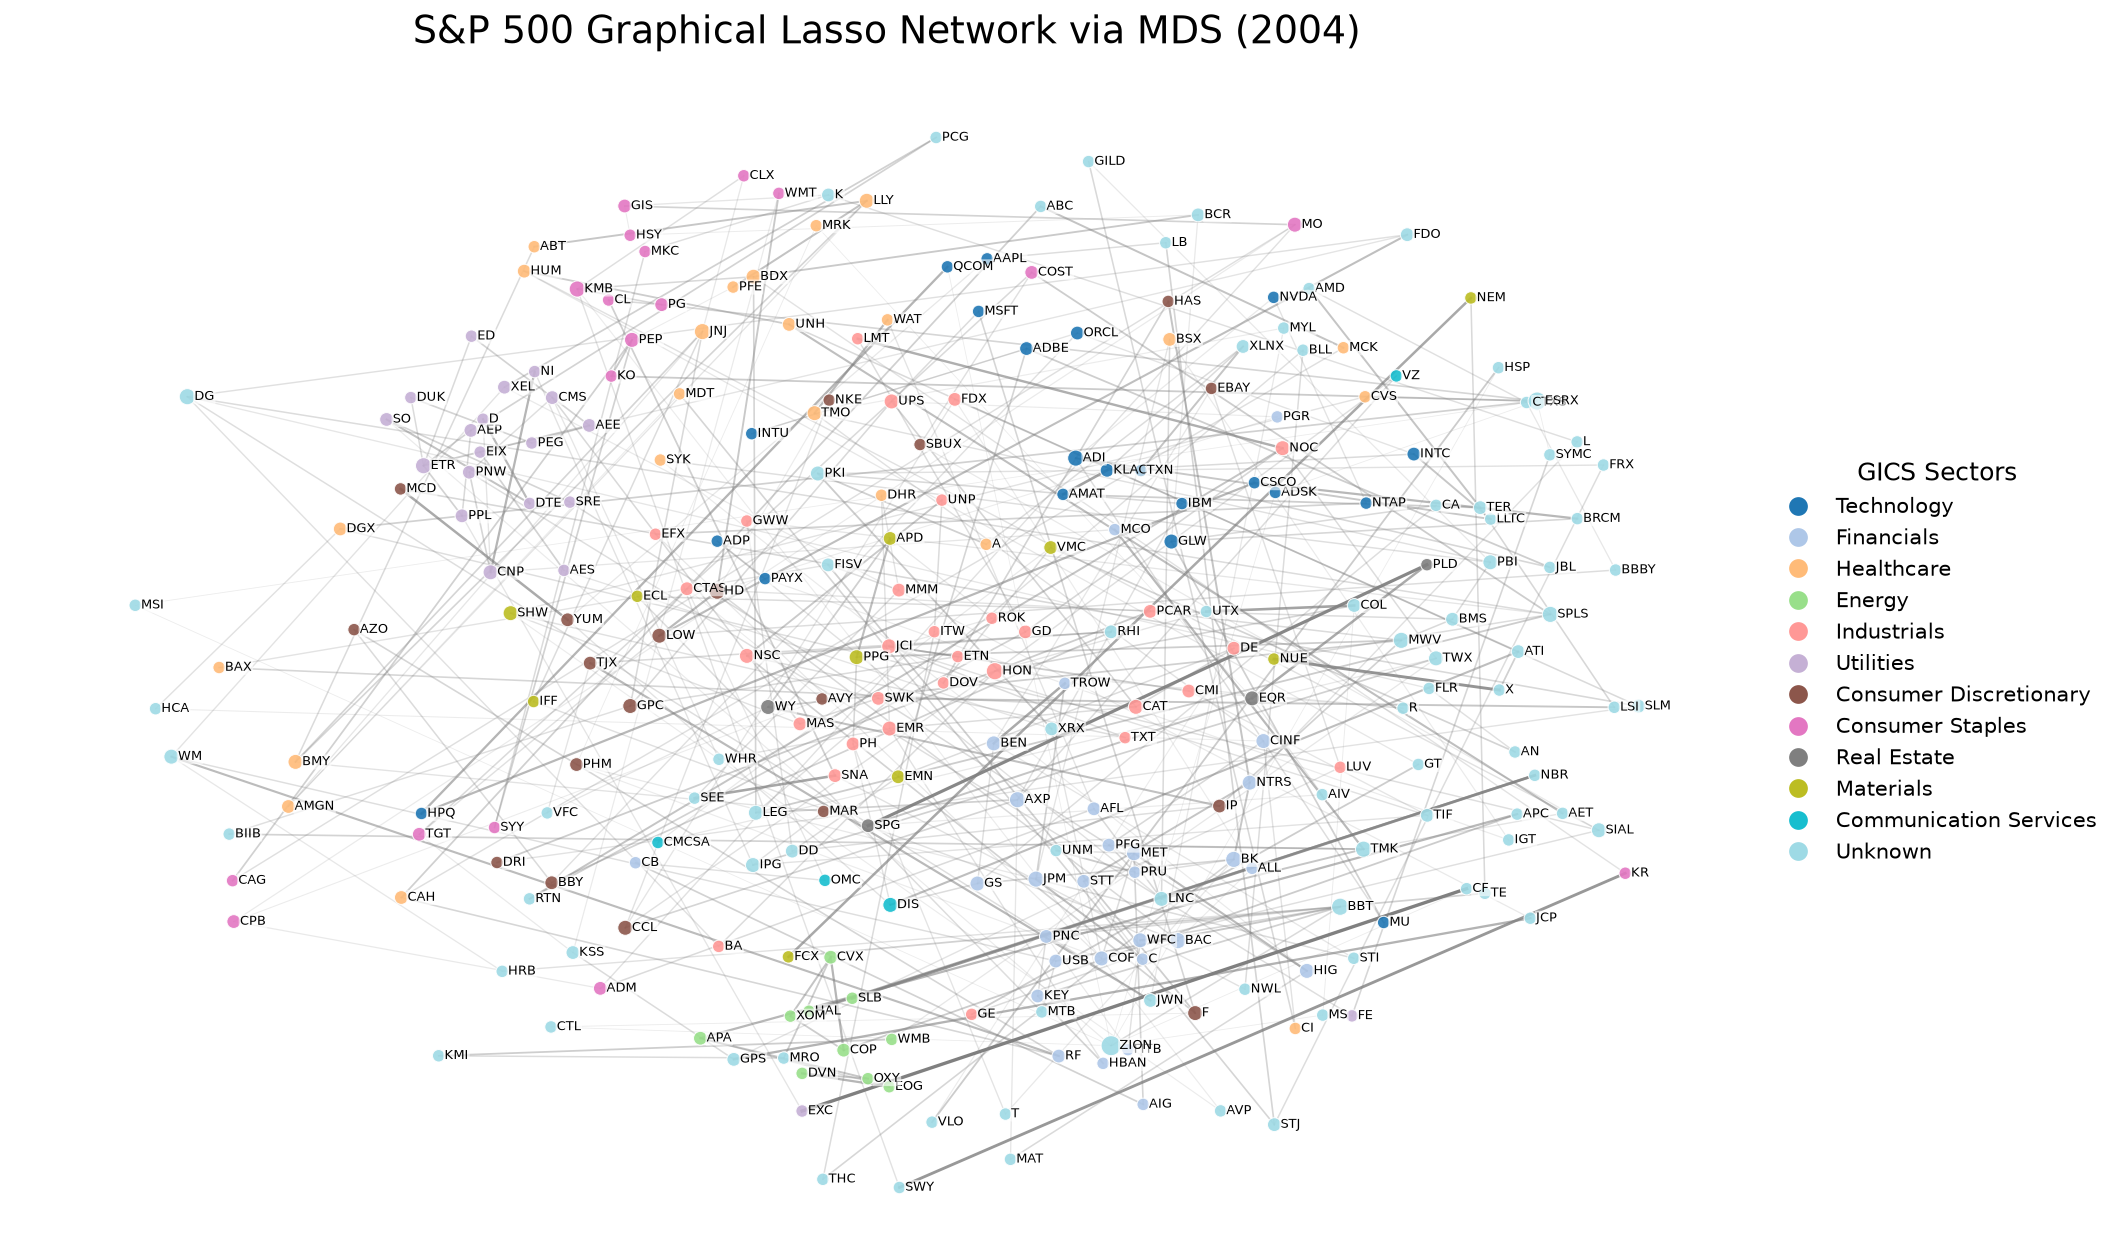 S&P 500 Graphical Lasso Network via MDS (2004)
PCG
GILD
CLX
WMT
K
LLY
GIS
ABC
BCR
MO
MRK
HSY
FDO
LB
ABT
MKC
AAPL
QCOM
HUM
COST
BDX
PFE
KMB
AMD
CL
NVDA
NEM
PG
HAS
MSFT
WAT
UNH
MYL
JNJ
ORCL
ED
LMT
PEP
BSX
XLNX
ADBE
BLL
MCK
HSP
NI
KO
VZ
XEL
EBAY
MDT
DG
DUK
CMS
CVS
NKE
UPS
FDX
ESRX
TMO
PGR
SO
D
AEE
AEP
INTU
L
PEG
SBUX
NOC
EIX
INTC
SYMC
ADI
SYK
FRX
ETR
PNW
KLAC
TXN
PKI
CSCO
MCD
ADSK
DHR
AMAT
UNP
SRE
DTE
IBM
NTAP
CA
TER
PPL
LLTC
BRCM
GWW
DGX
MCO
EFX
ADP
APD
GLW
A
VMC
PBI
FISV
PLD
JBL
AES
BBBY
CNP
PAYX
CTAS
HD
MMM
ECL
MSI
COL
SHW
PCAR
UTX
SPLS
YUM
ROK
BMS
AZO
ITW
GD
RHI
LOW
MWV
JCI
DE
ATI
NSC
PPG
ETN
NUE
TWX
TJX
BAX
HON
DOV
TROW
FLR
X
CMI
AVY
SWK
EQR
IFF
GPC
WY
CAT
R
LSI
SLM
HCA
MAS
EMR
XRX
TXT
PH
BEN
CINF
AN
WM
WHR
BMY
PHM
GT
LUV
SNA
EMN
NBR
NTRS
AIV
SEE
AXP
AMGN
IP
AFL
HPQ
VFC
LEG
MAR
APC
AET
TIF
SPG
SYY
TGT
BIIB
SIAL
CMCSA
IGT
PFG
DD
UNM
TMK
MET
BK
CB
DRI
IPG
ALL
PRU
KR
CAG
OMC
JPM
STT
BBY
GS
CF
TE
CAH
RTN
LNC
DIS
BBT
CPB
JCP
MU
CCL
PNC
WFC
BAC
BA
KSS
FCX
CVX
USB
COF
C
STI
HRB
HIG
ADM
NWL
KEY
SLB
JWN
HAL
MTB
F
XOM
GE
MS
FE
CTL
CI
APA
WMB
ZION
COP
KMI
GPS
MRO
RF
HBAN
DVN
OXY
EOG
EXC
AIG
AVP
T
VLO
STJ
MAT
THC
SWY
GICS Sectors
Technology
Financials
Healthcare
Energy
Industrials
Utilities
Consumer Discretionary
Consumer Staples
Real Estate
Materials
Communication Services
Unknown